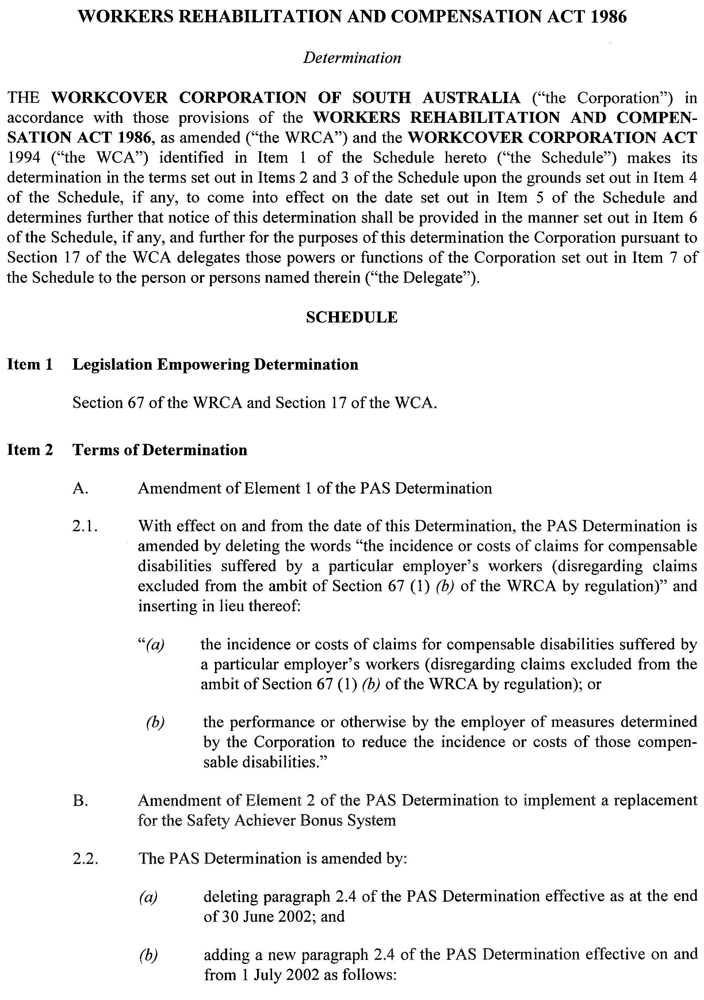 WORKERS REHABILITATION AND COMPENSATION ACT 1986
Determination
THE WORKCOVER CORPORATION OF SOUTH AUSTRALIA (“the Corporation”) in
accordance with those provisions of the WORKERS REHABILITATION AND COMPEN-
SATION ACT 1986, as amended (“the WRCA”) and the WORKCOVER CORPORATION ACT
1994 (“the WCA”) identified in Item 1 of the Schedule hereto (“the Schedule”) makes its
determination in the terms set out in Items 2 and 3 of the Schedule upon the grounds set out in Item 4
of the Schedule, if any, to come into effect on the date set out in Item 5 of the Schedule and
determines further that notice of this determination shall be provided in the manner set out in Item 6
of the Schedule, if any, and further for the purposes of this determination the Corporation pursuant to
Section 17 of the WCA delegates those powers or functions of the Corporation set out in Item 7 of
the Schedule to the person or persons named therein (“the Delegate”).
SCHEDULE
Item 1 Legislation Empowering Determination
Section 67 of the WRCA and Section 17 of the WCA.
Item 2 Terms of Determination
A. Amendment of Element 1 of the PAS Determination
2.1. With effect on and from the date of this Determination, the PAS Determination is
amended by deleting the words “the incidence or costs of claims for compensable
disabilities suffered by a particular employer’s workers (disregarding claims
excluded from the ambit of Section 67 (1) (b) of the WRCA by regulation)” and
inserting in lieu thereof:
“(a) the incidence or costs of claims for compensable disabilities suffered by
a particular employer’s workers (disregarding claims excluded from the
ambit of Section 67 (1) (b) of the WRCA by regulation); or
(b) the performance or otherwise by the employer of measures determined
by the Corporation to reduce the incidence or costs of those compen-
sable disabilities.”
B. Amendment of Element 2 of the PAS Determination to implement a replacement
for the Safety Achiever Bonus System
2.2. The PAS Determination is amended by:
(a) deleting paragraph 2.4 of the PAS Determination effective as at the end
of 30 June 2002; and
(b) adding a new paragraph 2.4 of the PAS Determination effective on and
from 1 July 2002 as follows: